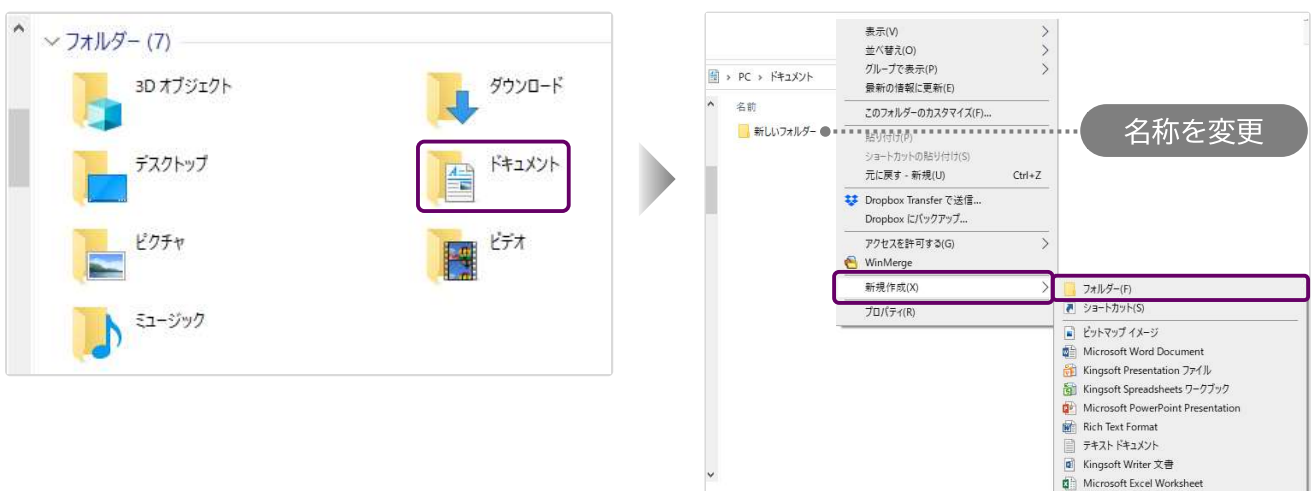 フォルダー (7)
3D オブジェクト
ダウンロード
デスクトップ
ドキュメント
ピクチャ
ビデオ
ミュージック
PC › ドキュメント
名前
新しいフォルダー
名称を変更
表示(V)
並べ替え(O)
グループで表示(P)
最新の情報に更新(E)
このフォルダーのカスタマイズ(F)...
貼り付け(P)
ショートカットの貼り付け(S)
元に戻す - 新規(U) Ctrl+Z
Dropbox Transfer で送信...
Dropbox にバックアップ...
アクセスを許可する(G)
WinMerge
新規作成(X)
プロパティ(R)
フォルダー(F)
ショートカット(S)
ビットマップ イメージ
Microsoft Word Document
Kingsoft Presentation ファイル
Kingsoft Spreadsheets ワークブック
Microsoft PowerPoint Presentation
Rich Text Format
テキスト ドキュメント
Kingsoft Writer 文書
Microsoft Excel Worksheet